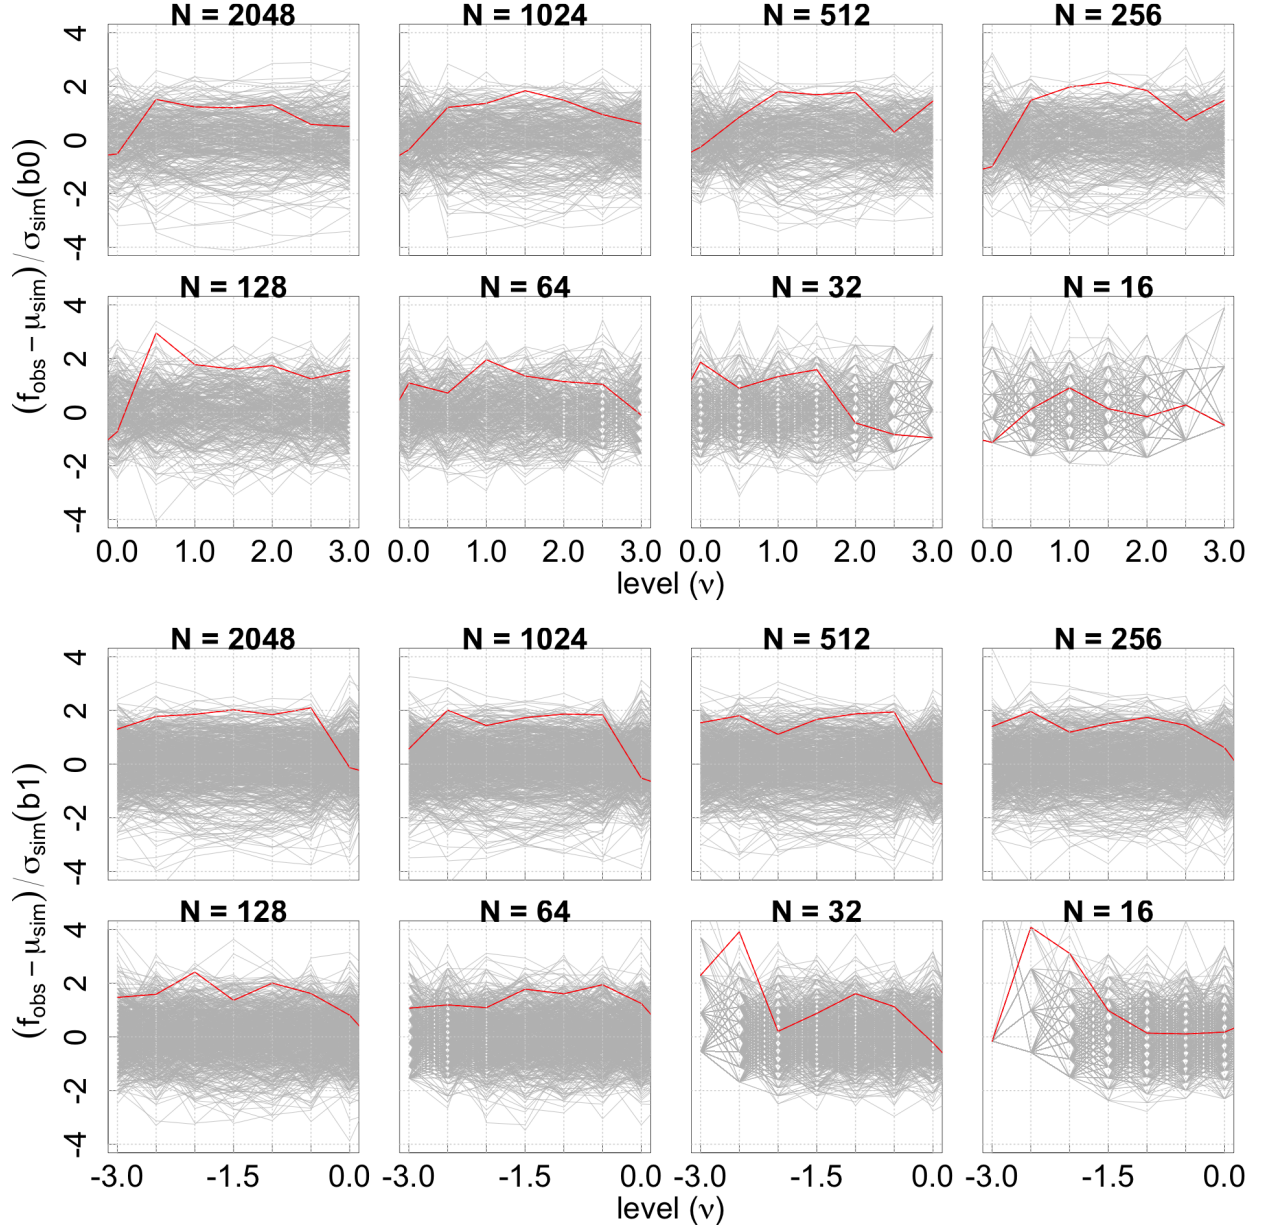 N = 2048 N = 1024 N = 512 N = 256
4
2
0
-2
-4
(f_obs − μ_sim) / σ_sim(b0)
N = 128 N = 64 N = 32 N = 16
4
2
0
-2
-4
0.0 1.0 2.0 3.0 0.0 1.0 2.0 3.0 0.0 1.0 2.0 3.0 0.0 1.0 2.0 3.0
level (ν)
N = 2048 N = 1024 N = 512 N = 256
4
2
0
-2
-4
(f_obs − μ_sim) / σ_sim(b1)
N = 128 N = 64 N = 32 N = 16
4
2
0
-2
-4
-3.0 -1.5 0.0 -3.0 -1.5 0.0 -3.0 -1.5 0.0 -3.0 -1.5 0.0
level (ν)